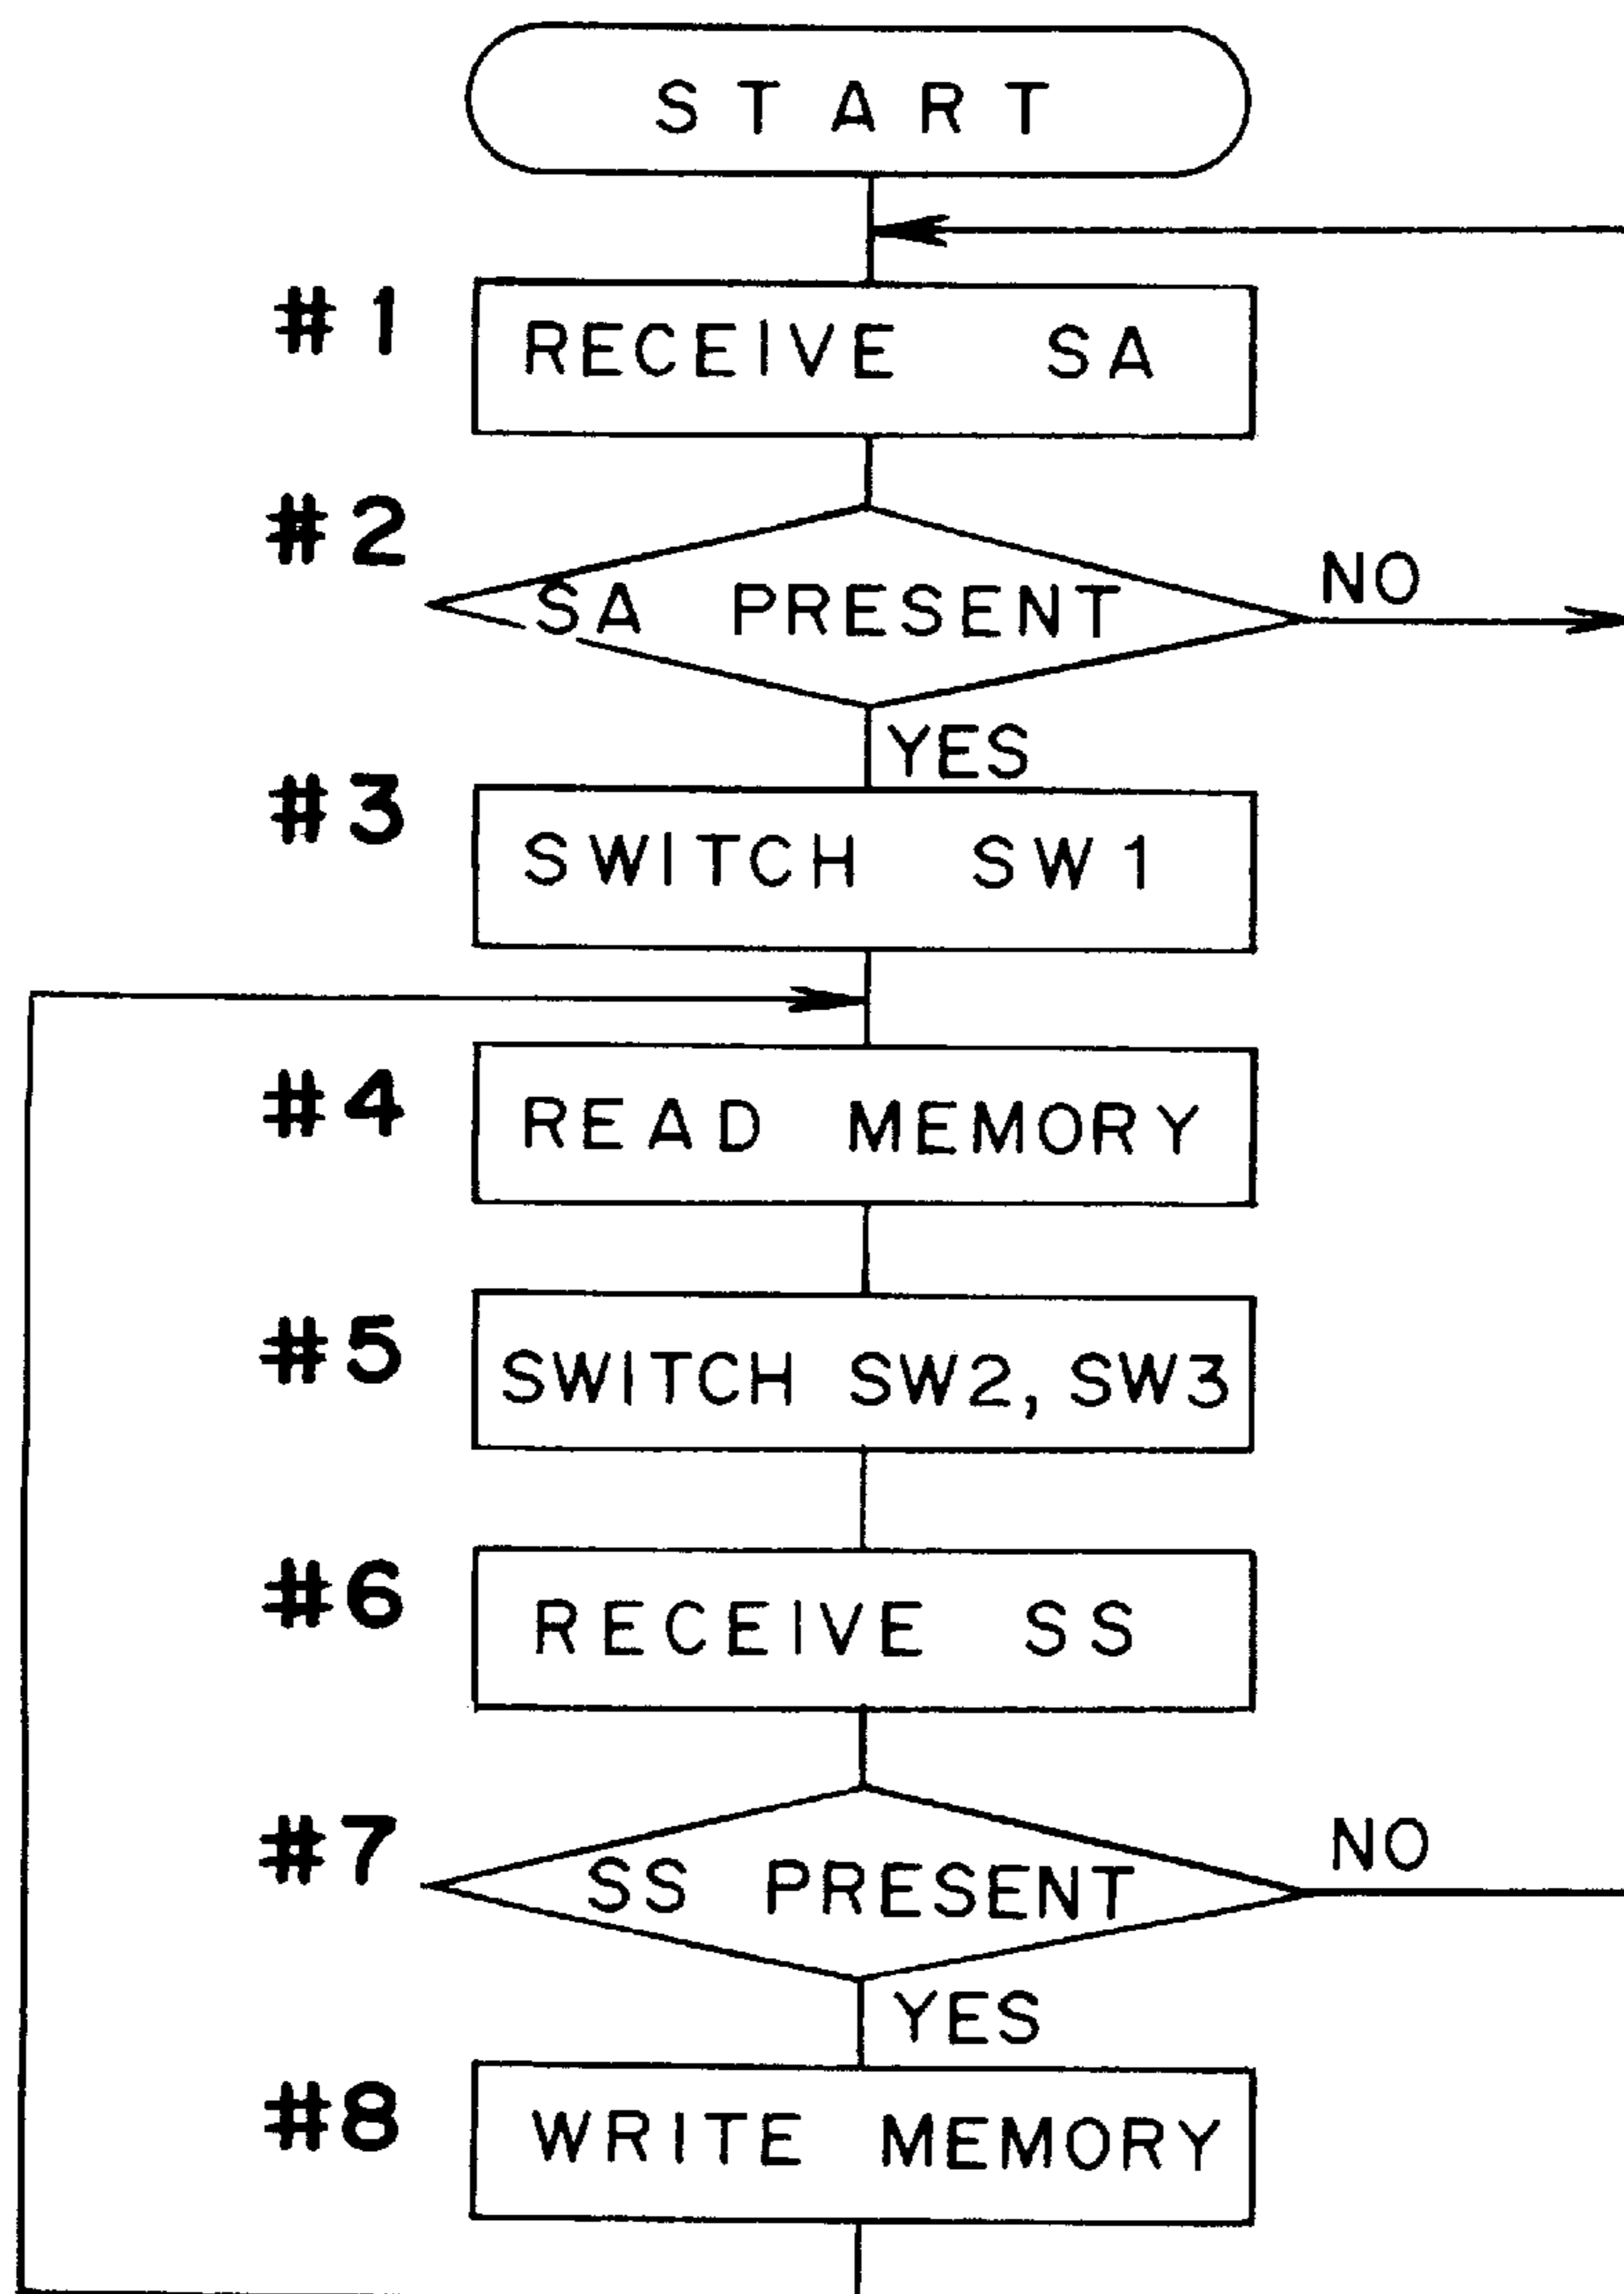 START
#1
RECEIVE SA
#2
SA PRESENT
NO
YES
#3
SWITCH SW1
#4
READ MEMORY
#5
SWITCH SW2, SW3
#6
RECEIVE SS
#7
SS PRESENT
NO
YES
#8
WRITE MEMORY